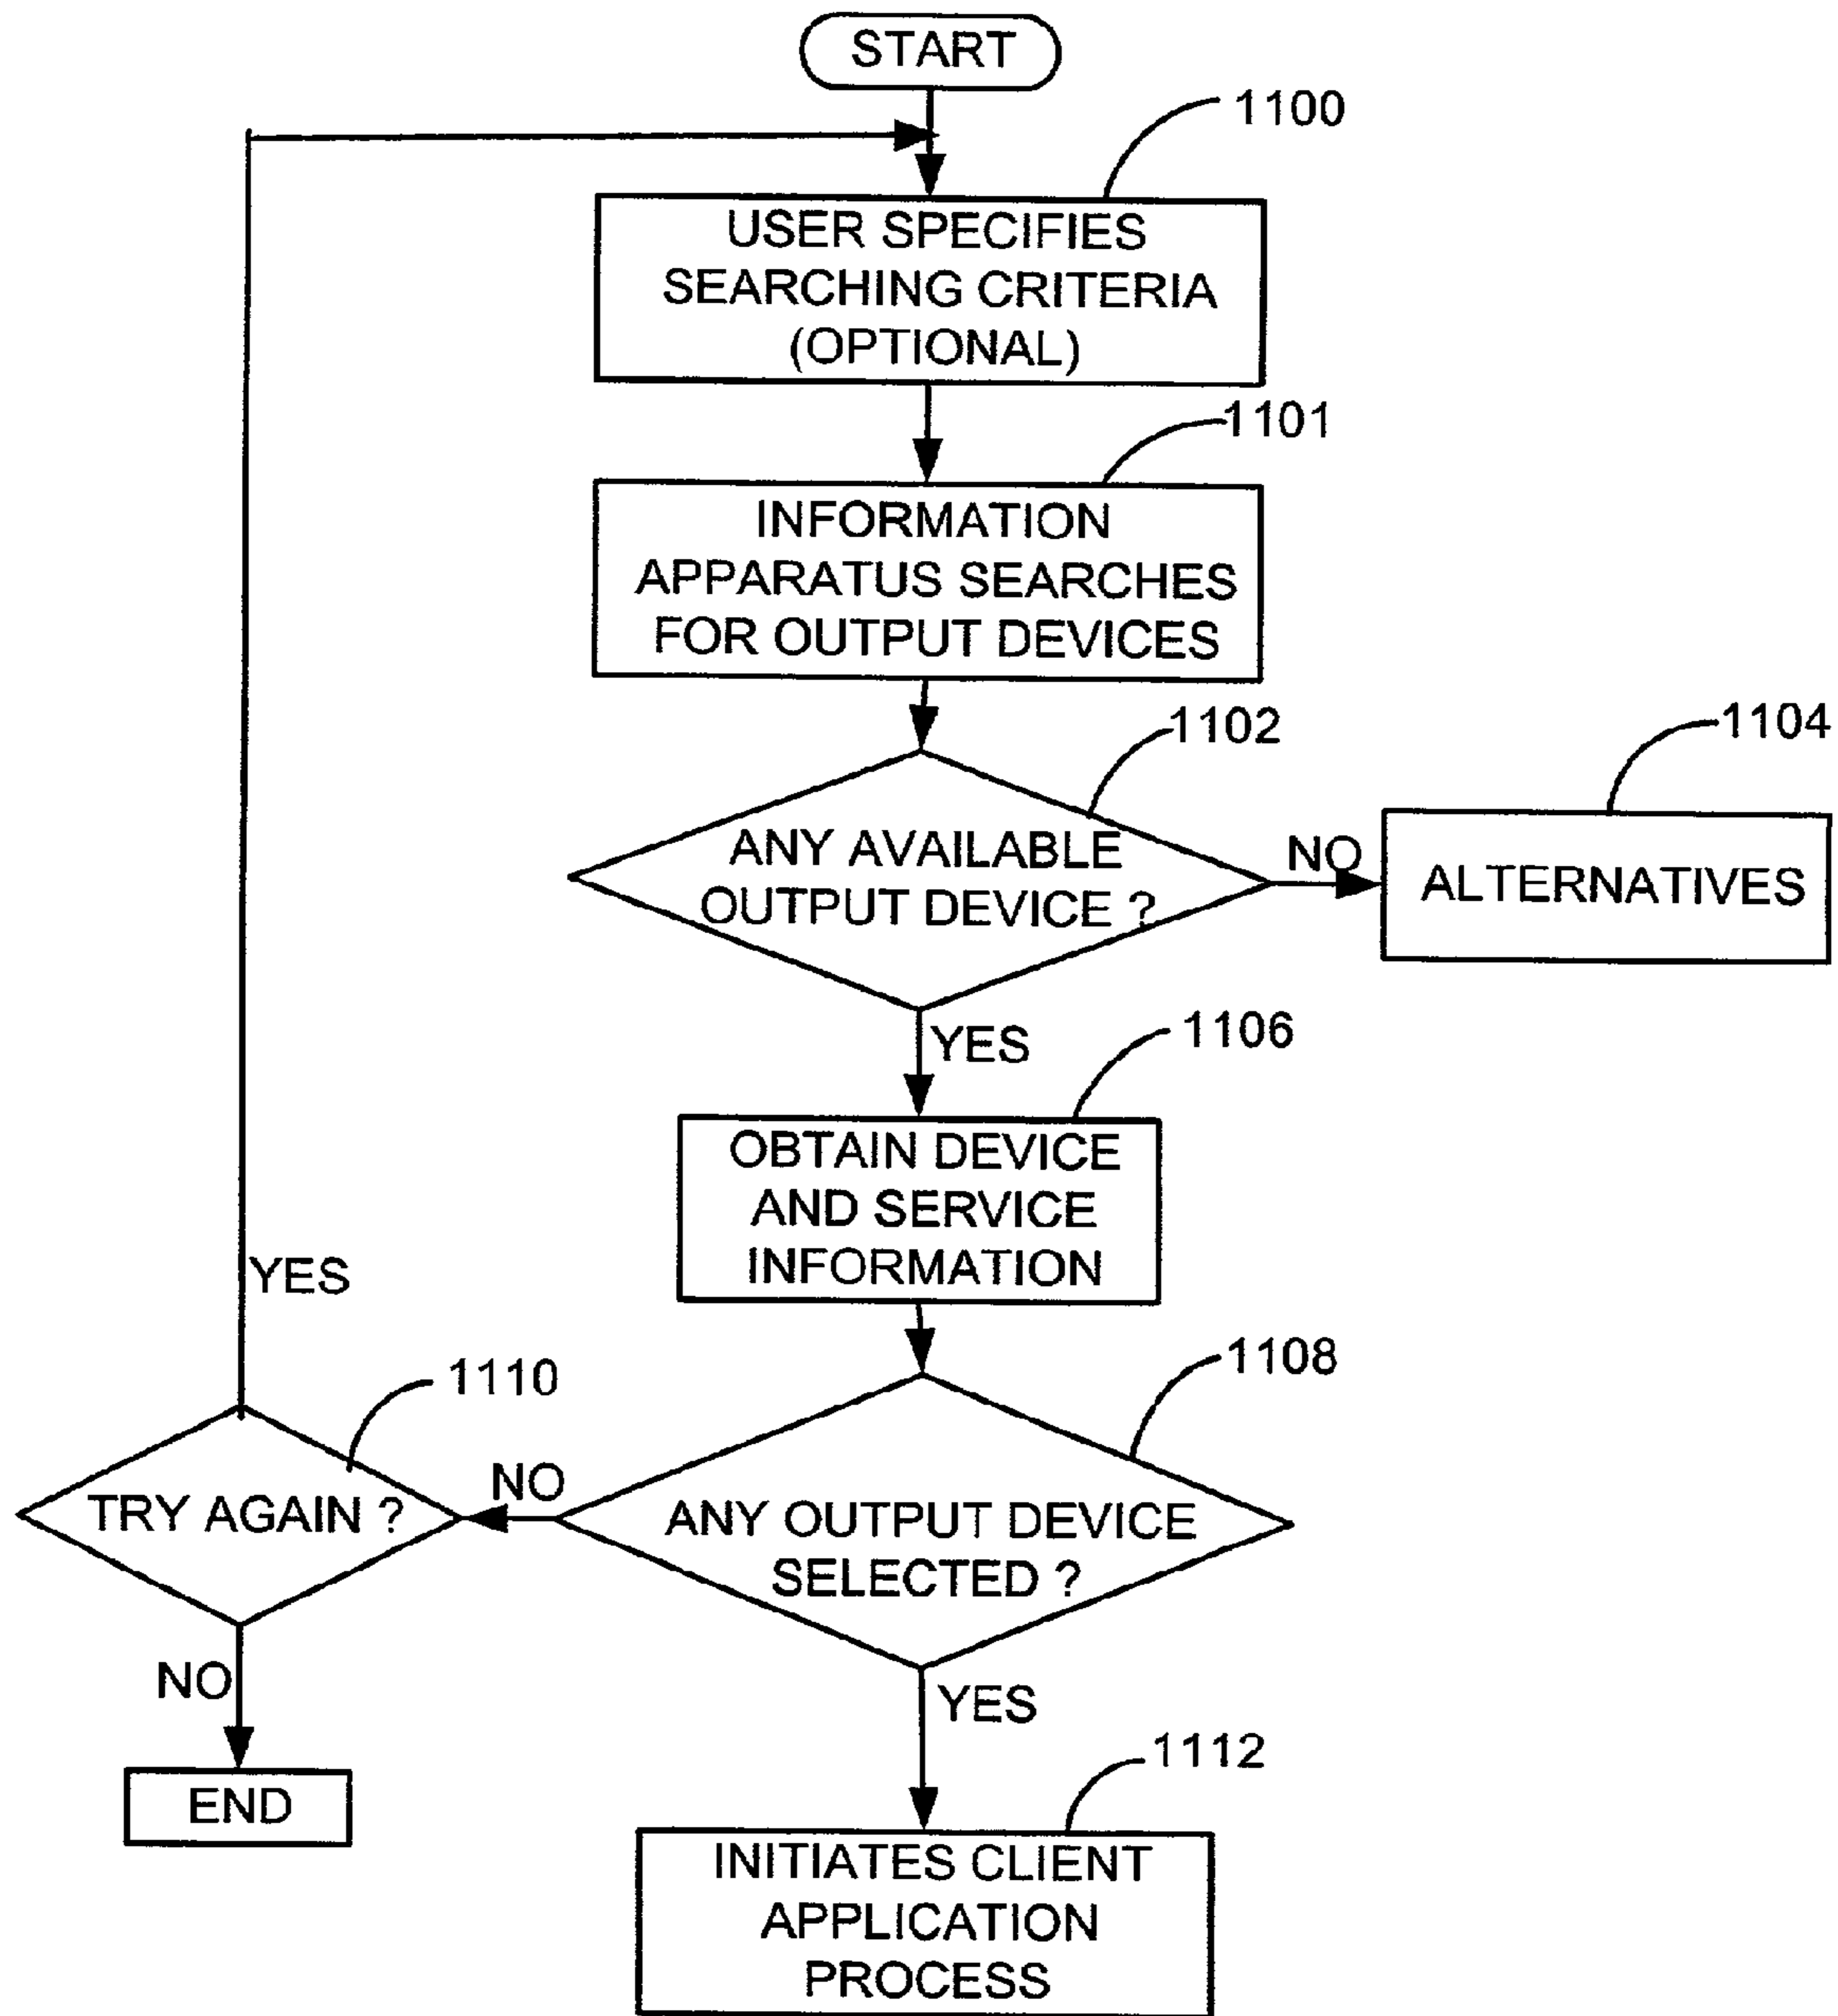 START
1100
USER SPECIFIES
SEARCHING CRITERIA
(OPTIONAL)
1101
INFORMATION
APPARATUS SEARCHES
FOR OUTPUT DEVICES
1102
1104
ANY AVAILABLE
OUTPUT DEVICE ?
NO
ALTERNATIVES
YES
1106
OBTAIN DEVICE
AND SERVICE
INFORMATION
YES
1108
1110
NO
TRY AGAIN ?
ANY OUTPUT DEVICE
SELECTED ?
NO
YES
1112
END
INITIATES CLIENT
APPLICATION
PROCESS